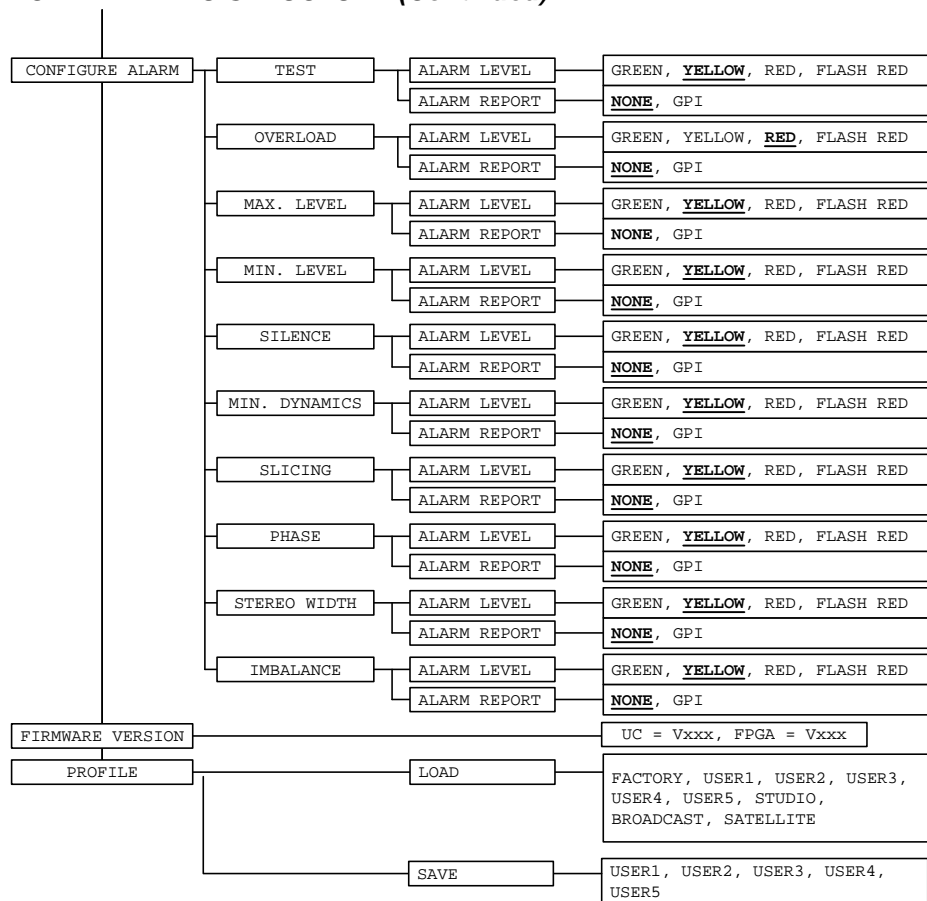 CONFIGURE ALARM
TEST
ALARM LEVEL
GREEN, YELLOW, RED, FLASH RED
ALARM REPORT
NONE, GPI
OVERLOAD
ALARM LEVEL
GREEN, YELLOW, RED, FLASH RED
ALARM REPORT
NONE, GPI
MAX. LEVEL
ALARM LEVEL
GREEN, YELLOW, RED, FLASH RED
ALARM REPORT
NONE, GPI
MIN. LEVEL
ALARM LEVEL
GREEN, YELLOW, RED, FLASH RED
ALARM REPORT
NONE, GPI
SILENCE
ALARM LEVEL
GREEN, YELLOW, RED, FLASH RED
ALARM REPORT
NONE, GPI
MIN. DYNAMICS
ALARM LEVEL
GREEN, YELLOW, RED, FLASH RED
ALARM REPORT
NONE, GPI
SLICING
ALARM LEVEL
GREEN, YELLOW, RED, FLASH RED
ALARM REPORT
NONE, GPI
PHASE
ALARM LEVEL
GREEN, YELLOW, RED, FLASH RED
ALARM REPORT
NONE, GPI
STEREO WIDTH
ALARM LEVEL
GREEN, YELLOW, RED, FLASH RED
ALARM REPORT
NONE, GPI
IMBALANCE
ALARM LEVEL
GREEN, YELLOW, RED, FLASH RED
ALARM REPORT
NONE, GPI
FIRMWARE VERSION
UC = Vxxx, FPGA = Vxxx
PROFILE
LOAD
FACTORY, USER1, USER2, USER3,
USER4, USER5, STUDIO,
BROADCAST, SATELLITE
SAVE
USER1, USER2, USER3, USER4,
USER5